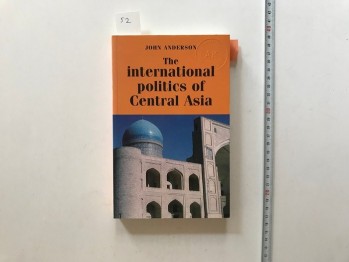 52
JOHN ANDERSON
The
international
politics of
Central Asia